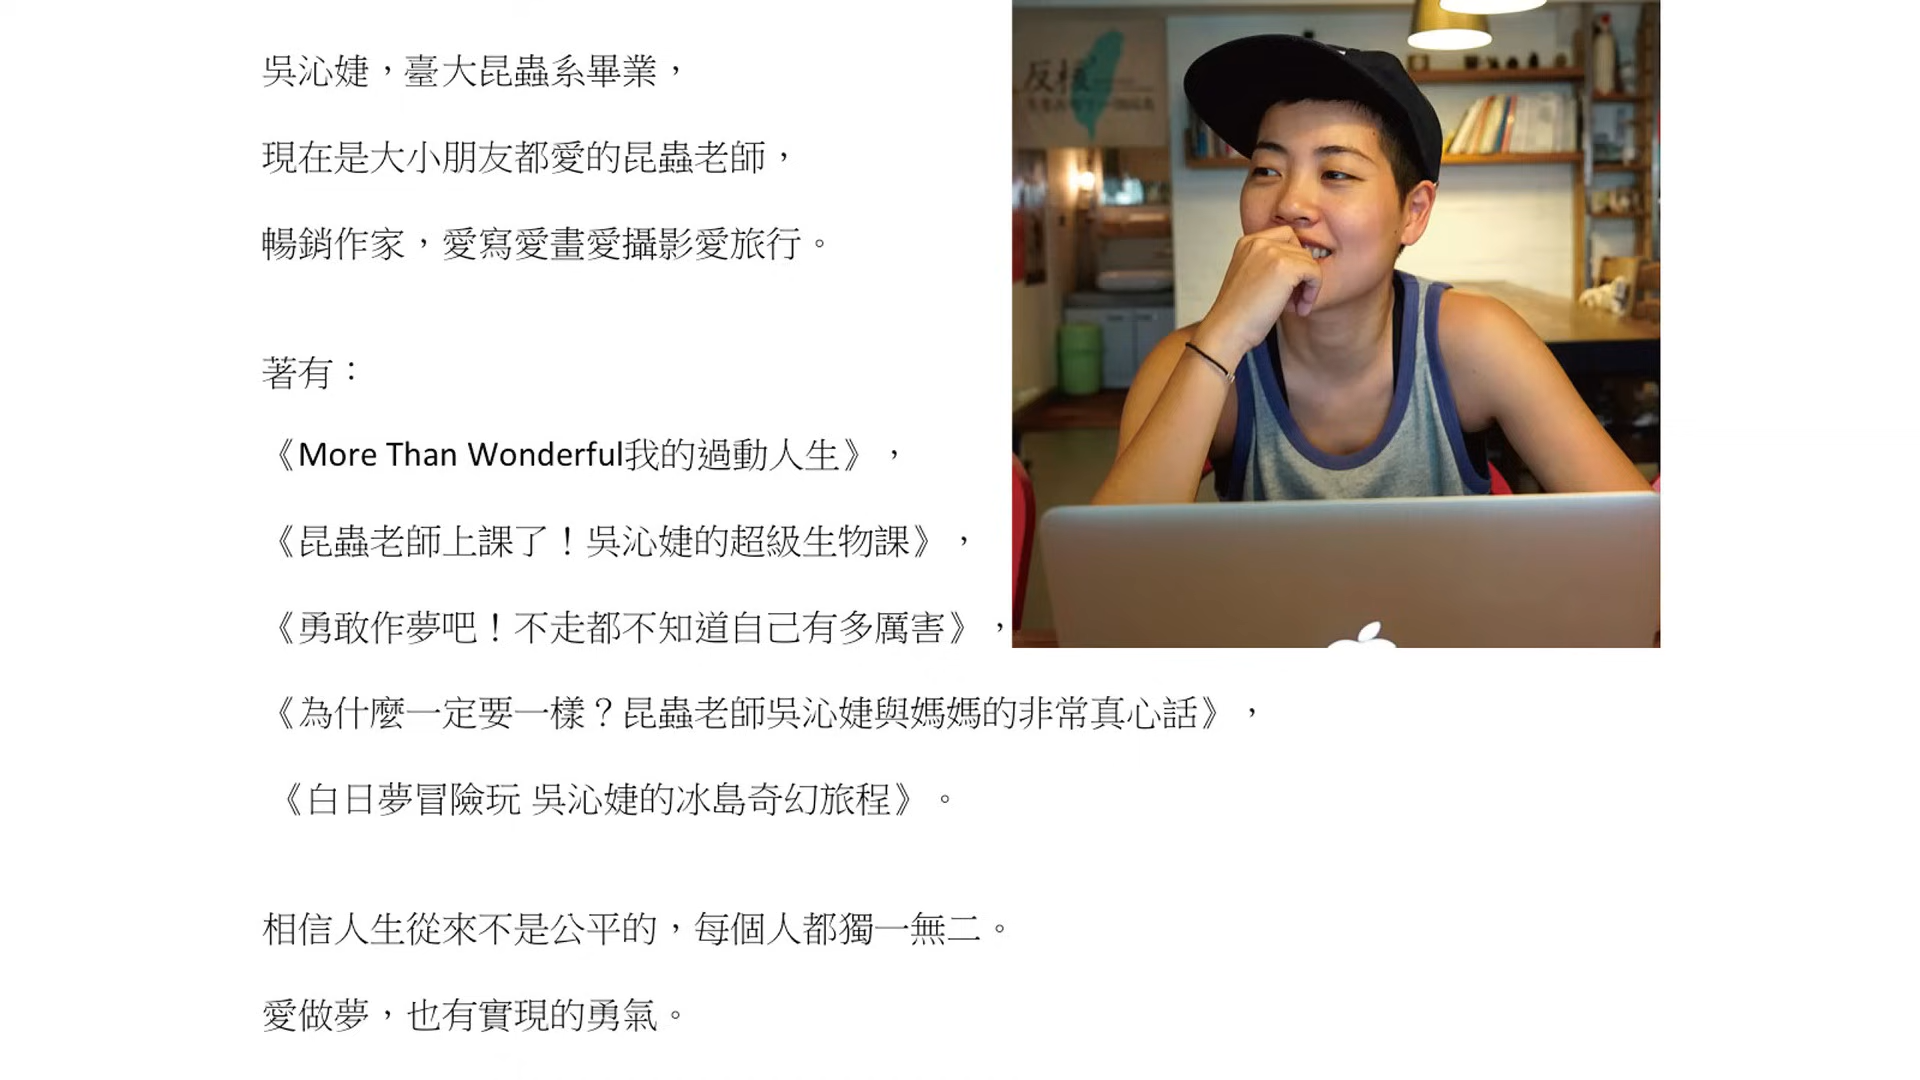 吳沁婕，臺大昆蟲系畢業，
現在是大小朋友都愛的昆蟲老師，
暢銷作家，愛寫愛畫愛攝影愛旅行。
著有：
《More Than Wonderful我的過動人生》，
《昆蟲老師上課了！吳沁婕的超級生物課》，
《勇敢作夢吧！不走都不知道自己有多厲害》，
《為什麼一定要一樣？昆蟲老師吳沁婕與媽媽的非常真心話》，
《白日夢冒險玩 吳沁婕的冰島奇幻旅程》。
相信人生從來不是公平的，每個人都獨一無二。
愛做夢，也有實現的勇氣。
反核